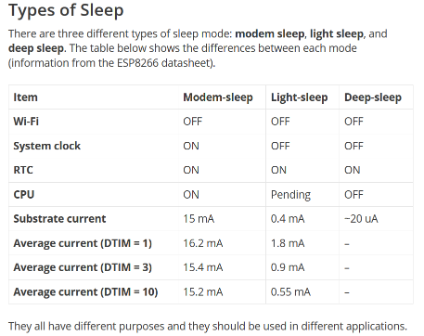 Types of Sleep
There are three different types of sleep mode: modem sleep, light sleep, and
deep sleep. The table below shows the differences between each mode
(information from the ESP8266 datasheet).
Item Modem-sleep Light-sleep Deep-sleep
Wi-Fi OFF OFF OFF
System clock ON OFF OFF
RTC ON ON ON
CPU ON Pending OFF
Substrate current 15 mA 0.4 mA ~20 uA
Average current (DTIM = 1) 16.2 mA 1.8 mA –
Average current (DTIM = 3) 15.4 mA 0.9 mA –
Average current (DTIM = 10) 15.2 mA 0.55 mA –
They all have different purposes and they should be used in different applications.